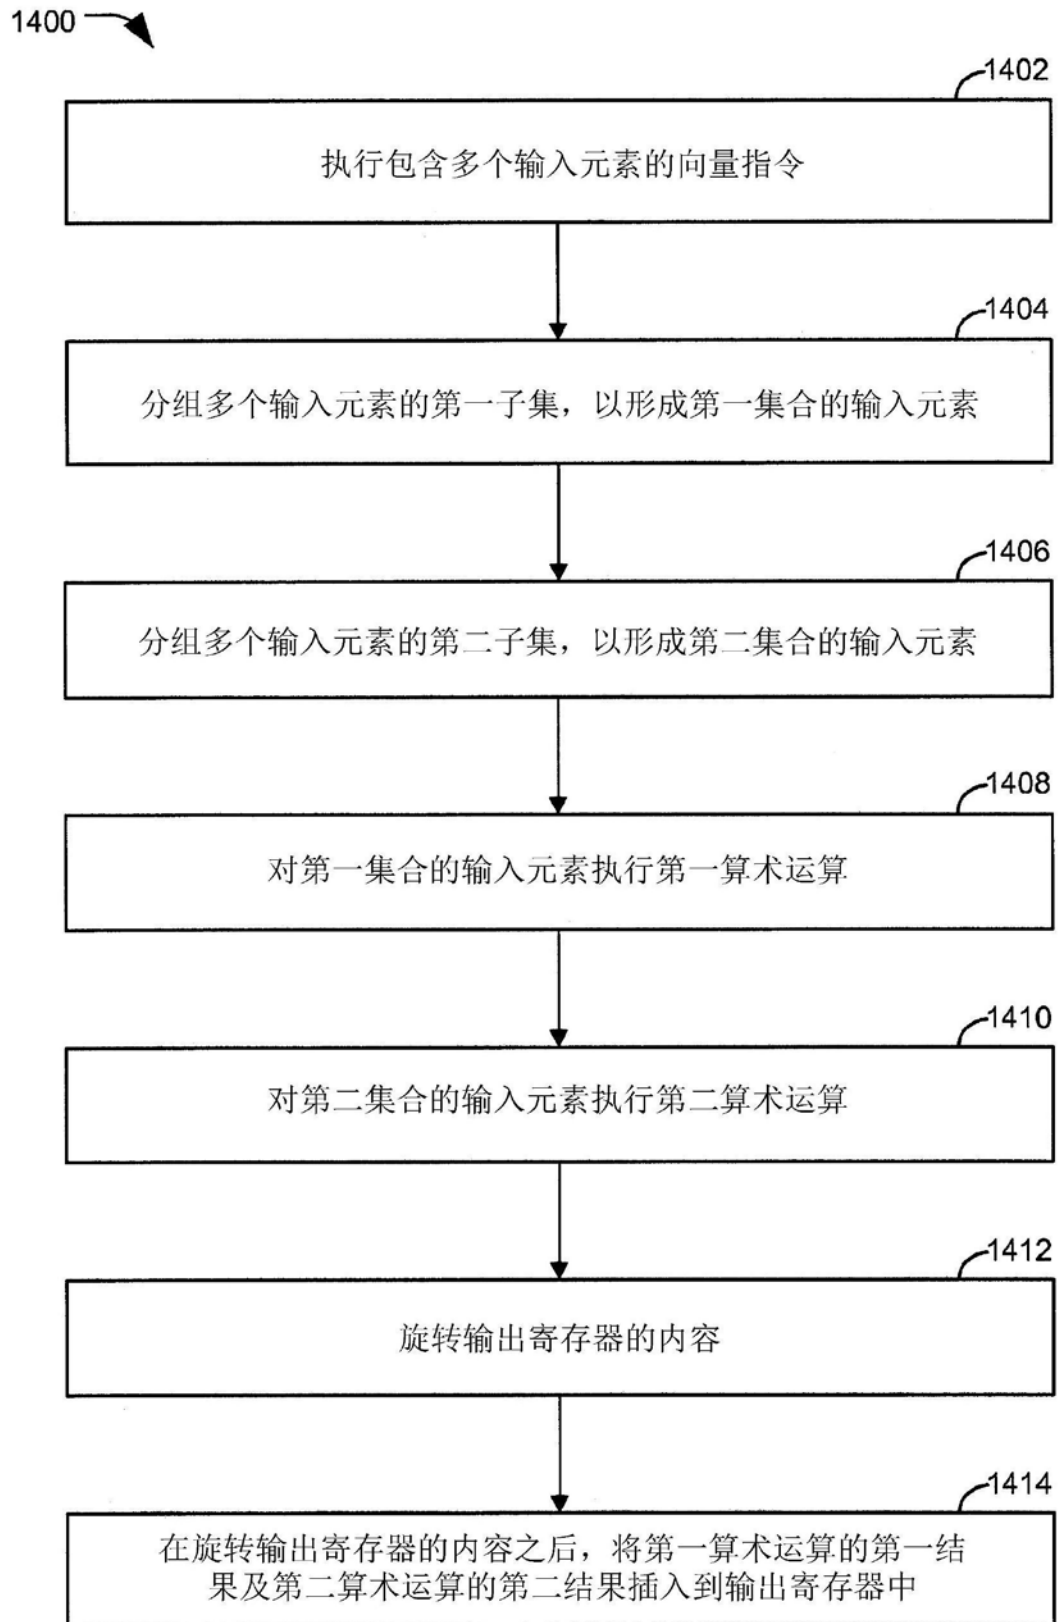 1400
1402
执行包含多个输入元素的向量指令
1404
分组多个输入元素的第一子集，以形成第一集合的输入元素
1406
分组多个输入元素的第二子集，以形成第二集合的输入元素
1408
对第一集合的输入元素执行第一算术运算
1410
对第二集合的输入元素执行第二算术运算
1412
旋转输出寄存器的内容
1414
在旋转输出寄存器的内容之后，将第一算术运算的第一结
果及第二算术运算的第二结果插入到输出寄存器中